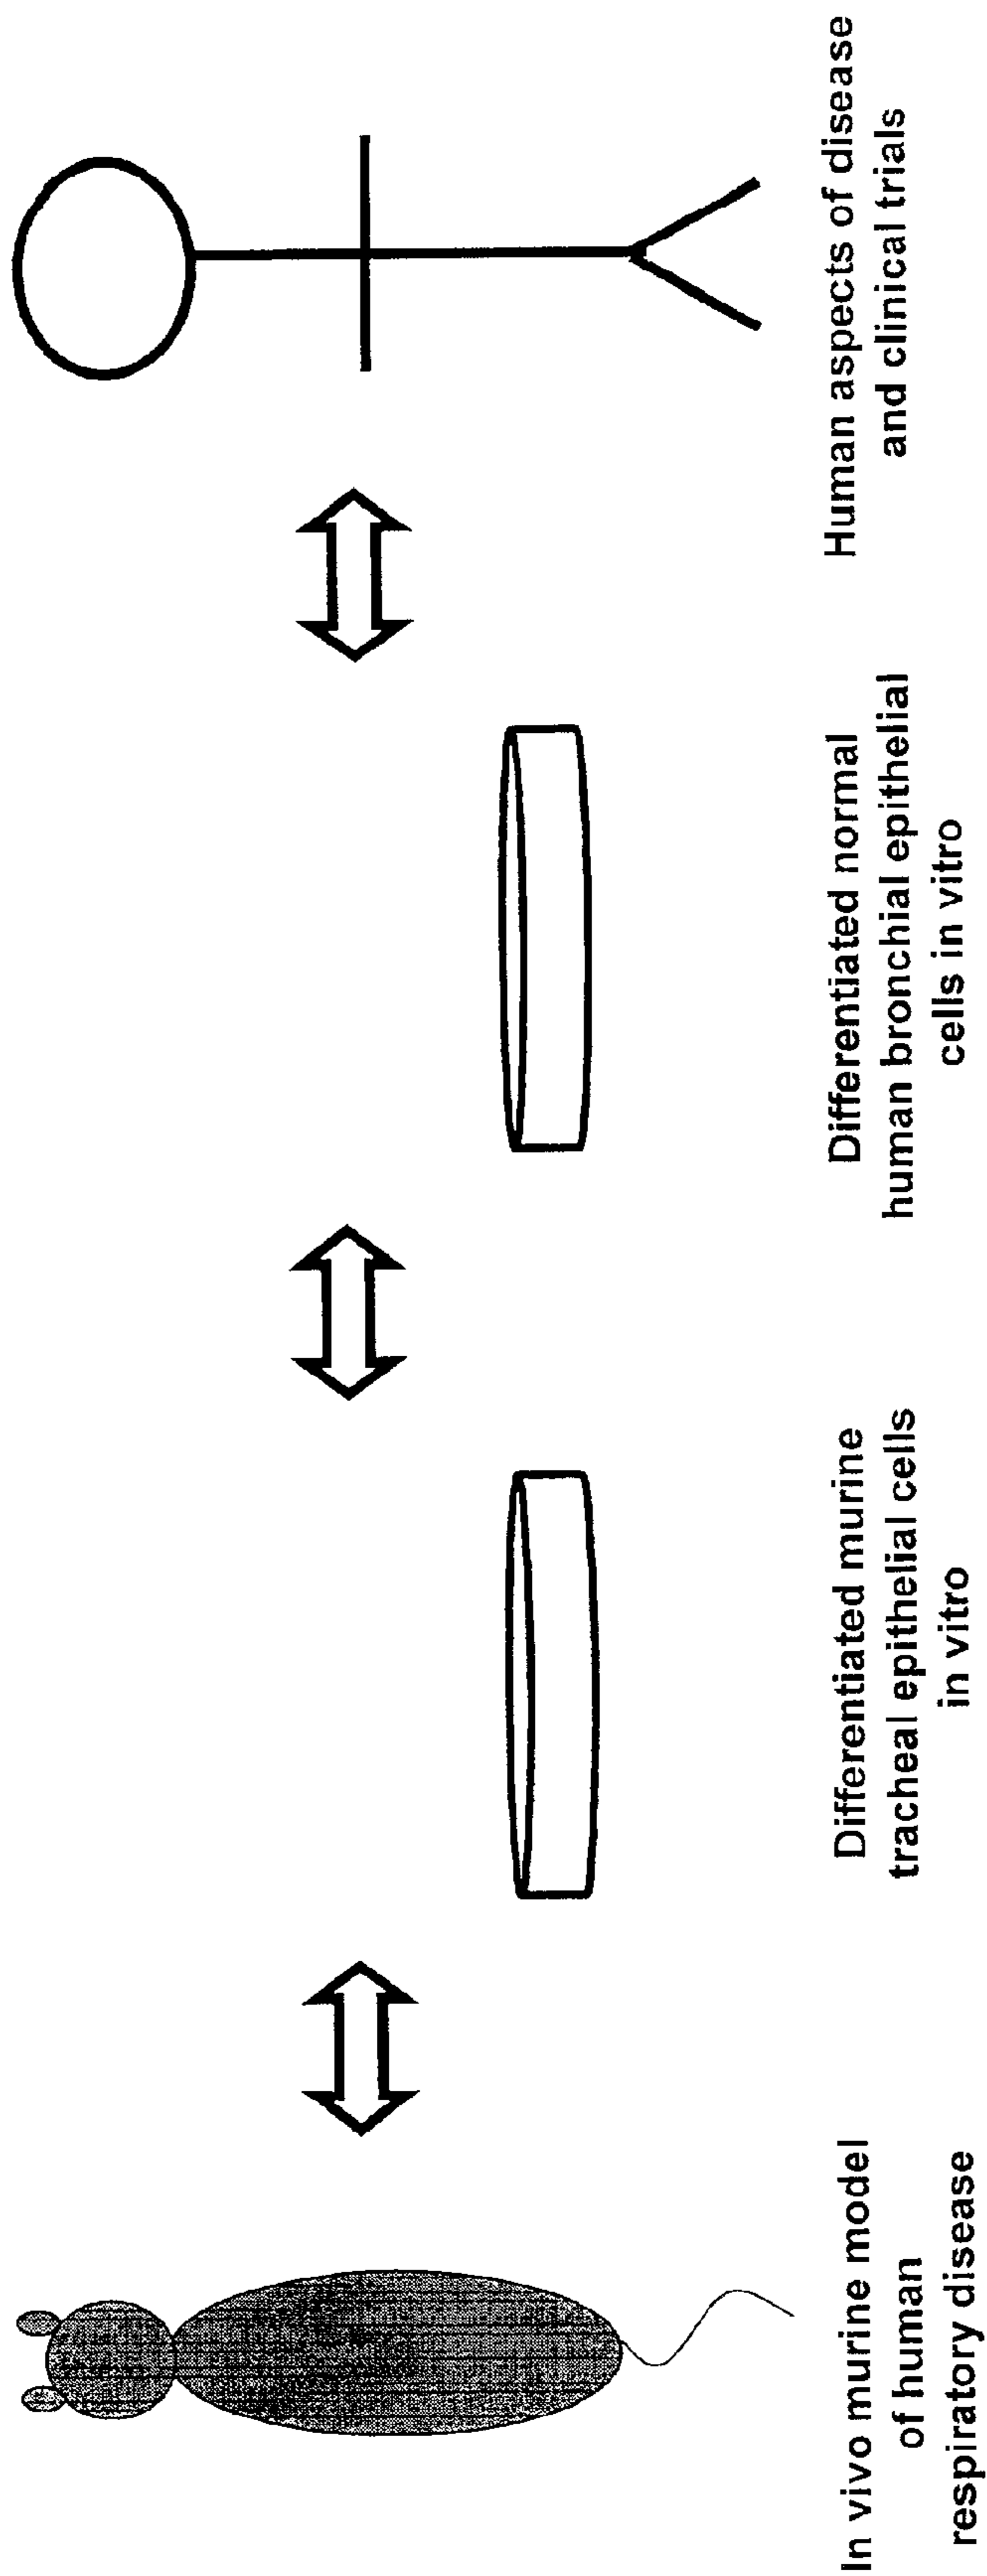 In vivo murine model
of human
respiratory disease
Differentiated murine
tracheal epithelial cells
in vitro
Differentiated normal
human bronchial epithelial
cells in vitro
Human aspects of disease
and clinical trials